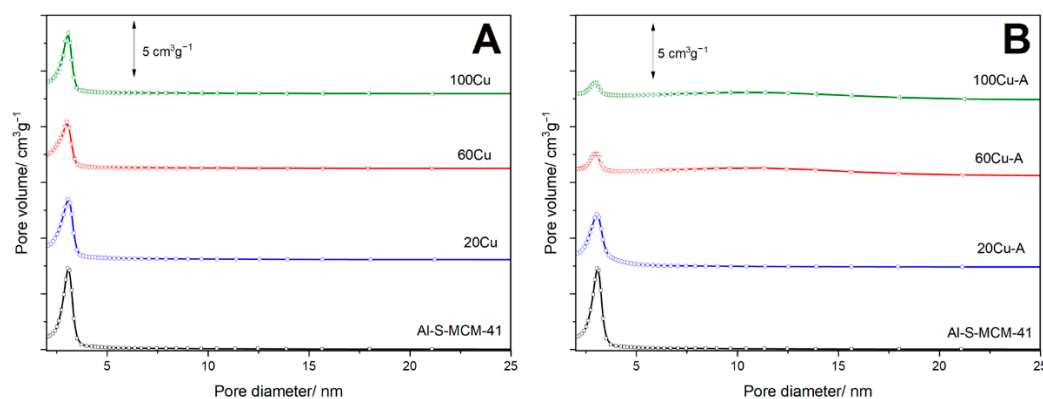 A
5 cm³g⁻¹
100Cu
60Cu
20Cu
Al-S-MCM-41
Pore volume/ cm³g⁻¹
5 10 15 20 25
Pore diameter/ nm
B
5 cm³g⁻¹
100Cu-A
60Cu-A
20Cu-A
Al-S-MCM-41
Pore volume/ cm³g⁻¹
5 10 15 20 25
Pore diameter/ nm